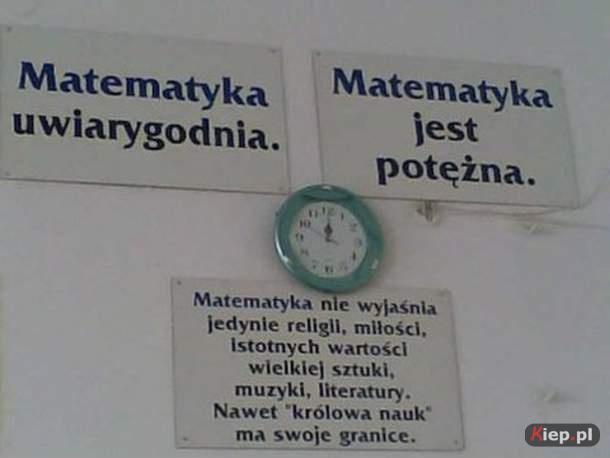 Matematyka
uwiarygodnia.
Matematyka
jest
potężna.
Matematyka nie wyjaśnia
jedynie religii, miłości,
istotnych wartości
wielkiej sztuki,
muzyki, literatury.
Nawet "królowa nauk"
ma swoje granice.
Kiep.pl